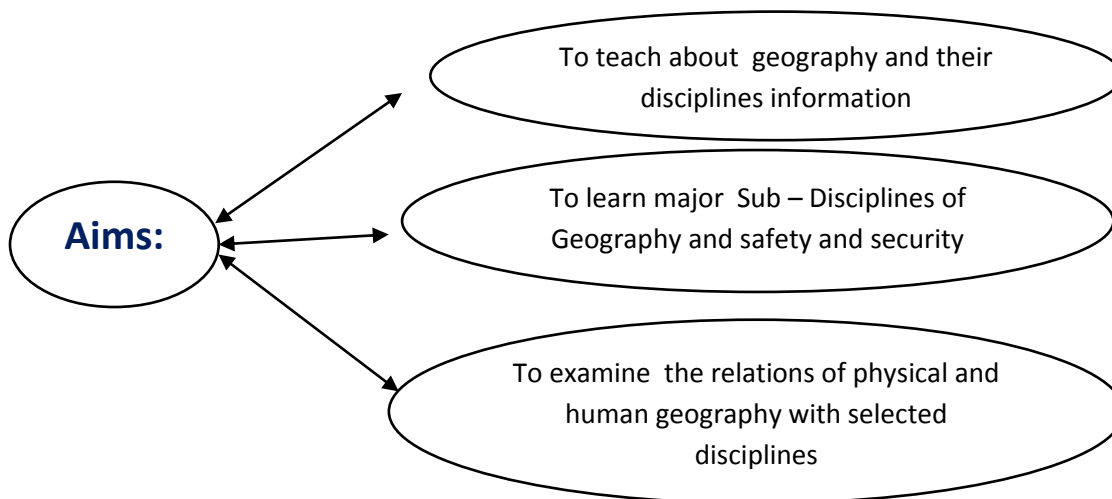 To teach about geography and their
disciplines information
Aims:
To learn major Sub – Disciplines of
Geography and safety and security
To examine the relations of physical and
human geography with selected
disciplines